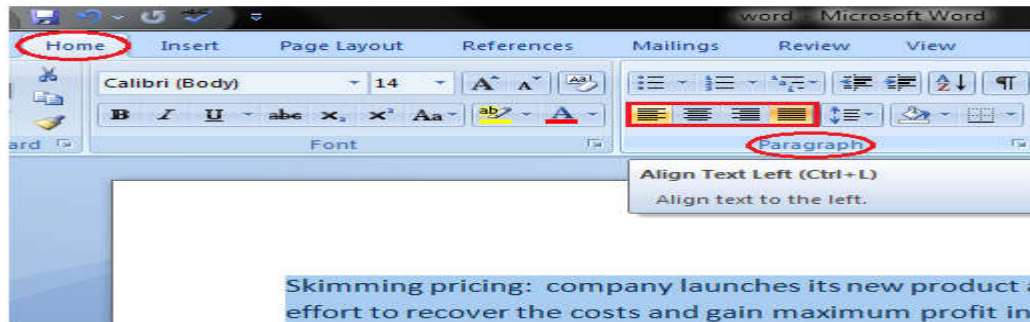 word - Microsoft Word
Home Insert Page Layout References Mailings Review View
Calibri (Body) 14 A A Aa
B I U abc X₂ X² Aa ab A
ard Font Paragraph
Align Text Left (Ctrl+L)
Align text to the left.
Skimming pricing: company launches its new product
effort to recover the costs and gain maximum profit in